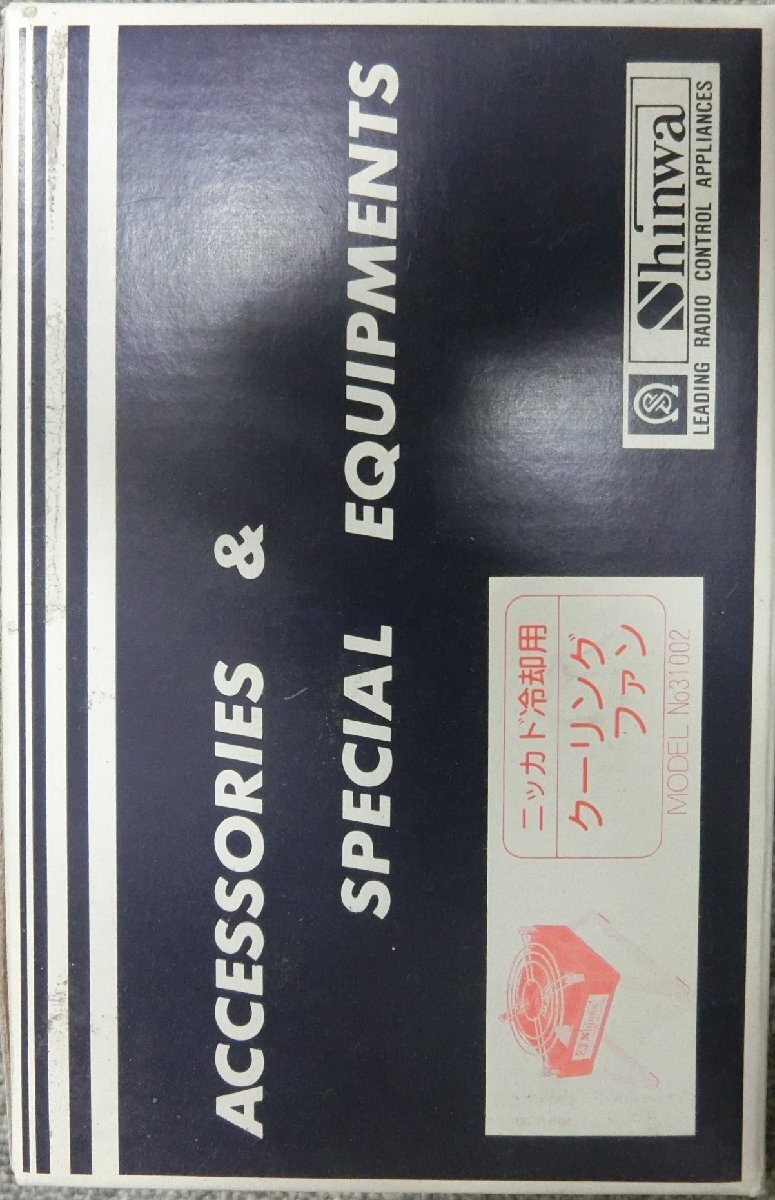 ACCESSORIES &
SPECIAL EQUIPMENTS
Shinwa
LEADING RADIO CONTROL APPLIANCES
ニッカド冷却用
クーリング
ファン
MODEL No31002